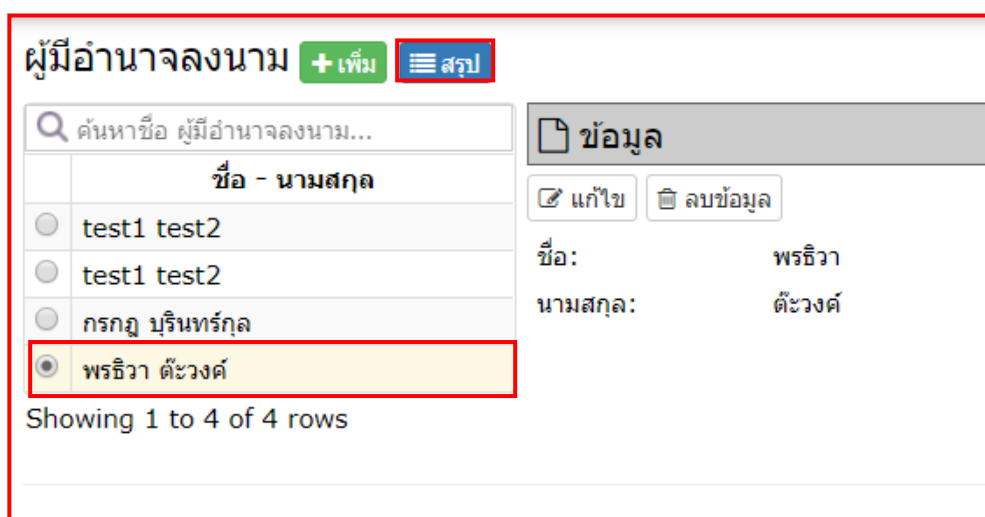 ผู้มีอำนาจลงนาม เพิ่ม สรุป
ค้นหาชื่อ ผู้มีอำนาจลงนาม...
ชื่อ - นามสกุล
test1 test2
test1 test2
กรกฎ บุรินทร์กุล
พรธิวา ต๊ะวงค์
Showing 1 to 4 of 4 rows
ข้อมูล
แก้ไข ลบข้อมูล
ชื่อ: พรธิวา
นามสกุล: ต๊ะวงค์